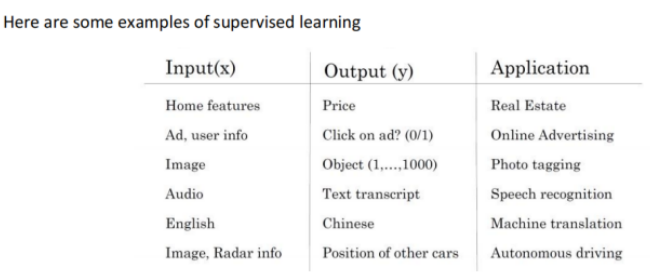 Here are some examples of supervised learning
Input(x) Output (y) Application
Home features Price Real Estate
Ad, user info Click on ad? (0/1) Online Advertising
Image Object (1,...,1000) Photo tagging
Audio Text transcript Speech recognition
English Chinese Machine translation
Image, Radar info Position of other cars Autonomous driving